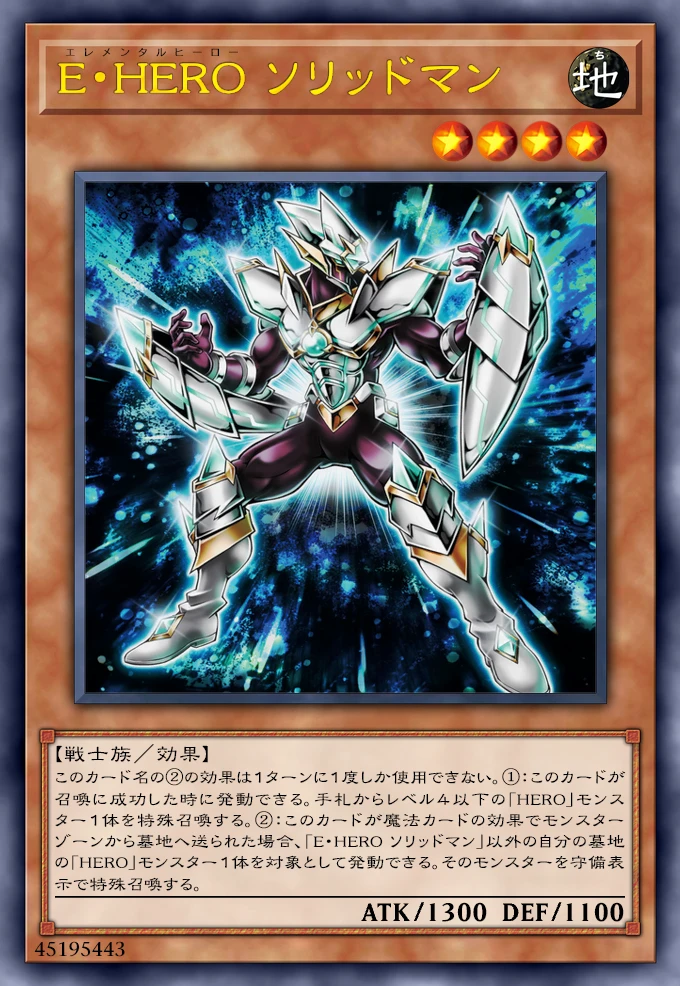 エレメンタルヒーロー
E・HERO ソリッドマン
ち
地
【戦士族／効果】
このカード名の②の効果は１ターンに１度しか使用できない。①：このカードが
召喚に成功した時に発動できる。手札からレベル４以下の「HERO」モンス
ター１体を特殊召喚する。②：このカードが魔法カードの効果でモンスター
ゾーンから墓地へ送られた場合、「E・HERO ソリッドマン」以外の自分の墓地
の「HERO」モンスター１体を対象として発動できる。そのモンスターを守備表
示で特殊召喚する。
ATK/1300 DEF/1100
45195443